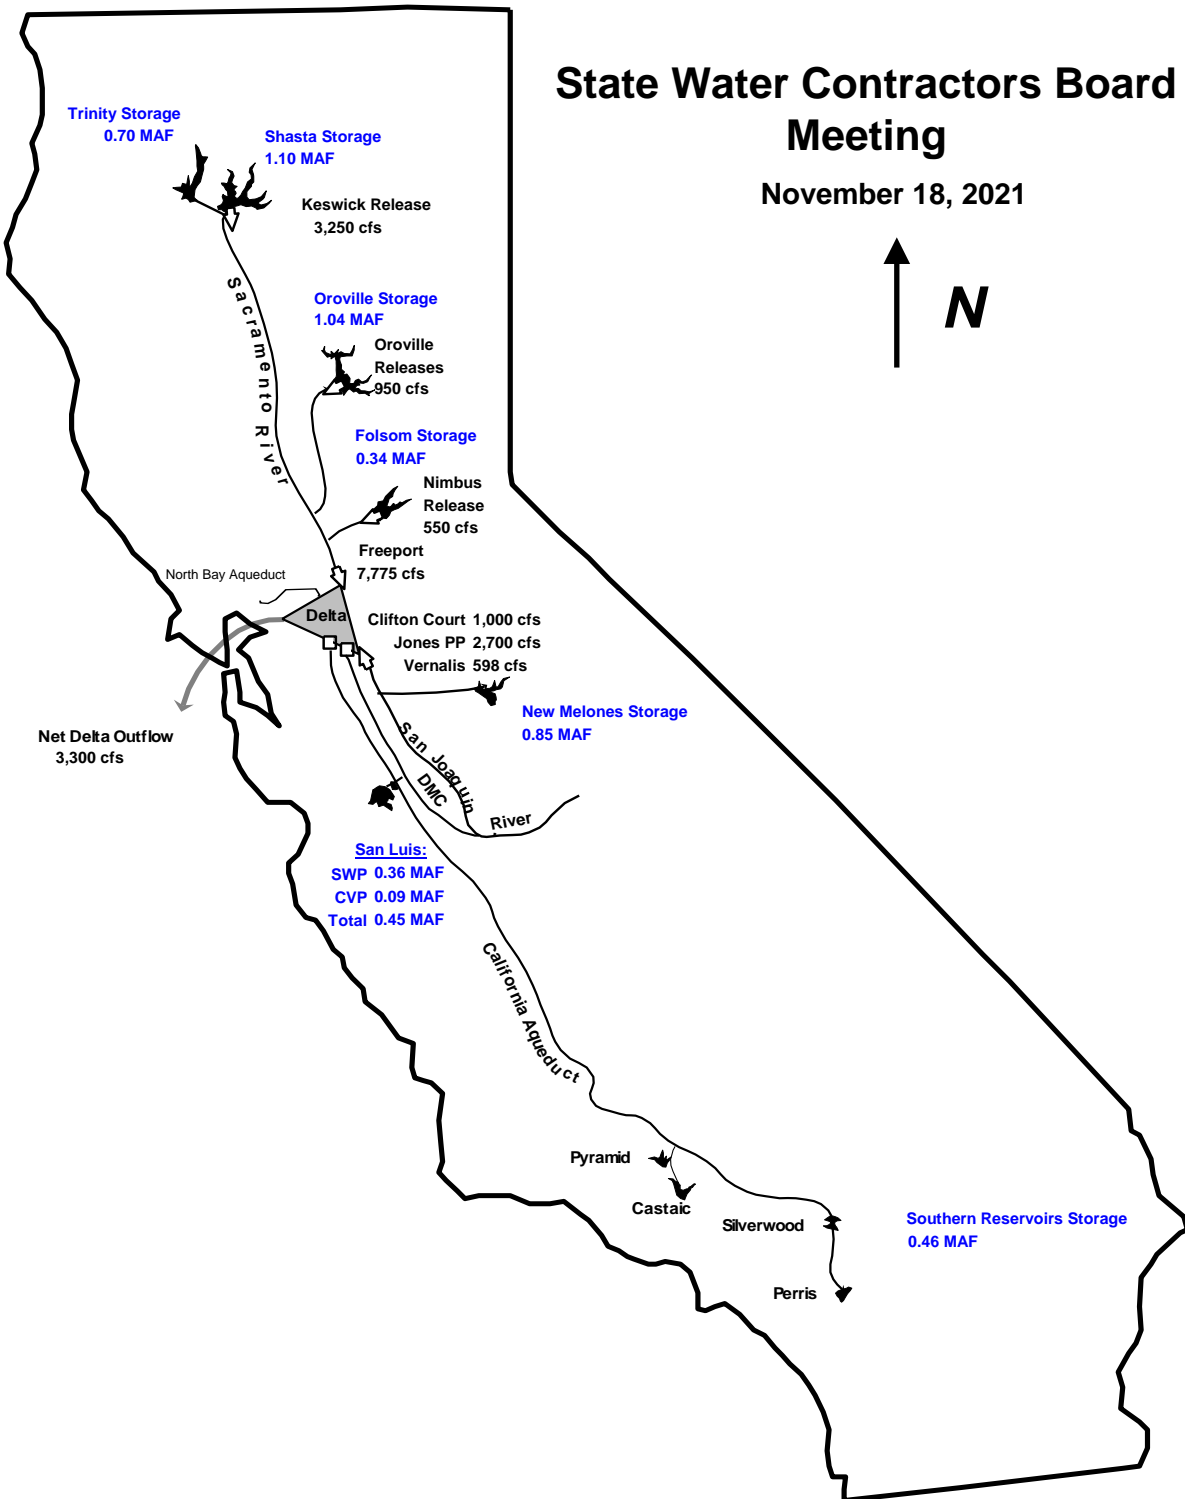 State Water Contractors Board
Meeting
November 18, 2021
N
Trinity Storage
0.70 MAF
Shasta Storage
1.10 MAF
Keswick Release
3,250 cfs
Sacramento River
Oroville Storage
1.04 MAF
Oroville
Releases
950 cfs
Folsom Storage
0.34 MAF
Nimbus
Release
550 cfs
Freeport
7,775 cfs
North Bay Aqueduct
Delta
Clifton Court 1,000 cfs
Jones PP 2,700 cfs
Vernalis 598 cfs
New Melones Storage
0.85 MAF
Net Delta Outflow
3,300 cfs
San Joaquin
River
DMC
San Luis:
SWP 0.36 MAF
CVP 0.09 MAF
Total 0.45 MAF
California Aqueduct
Pyramid
Castaic
Silverwood
Southern Reservoirs Storage
0.46 MAF
Perris